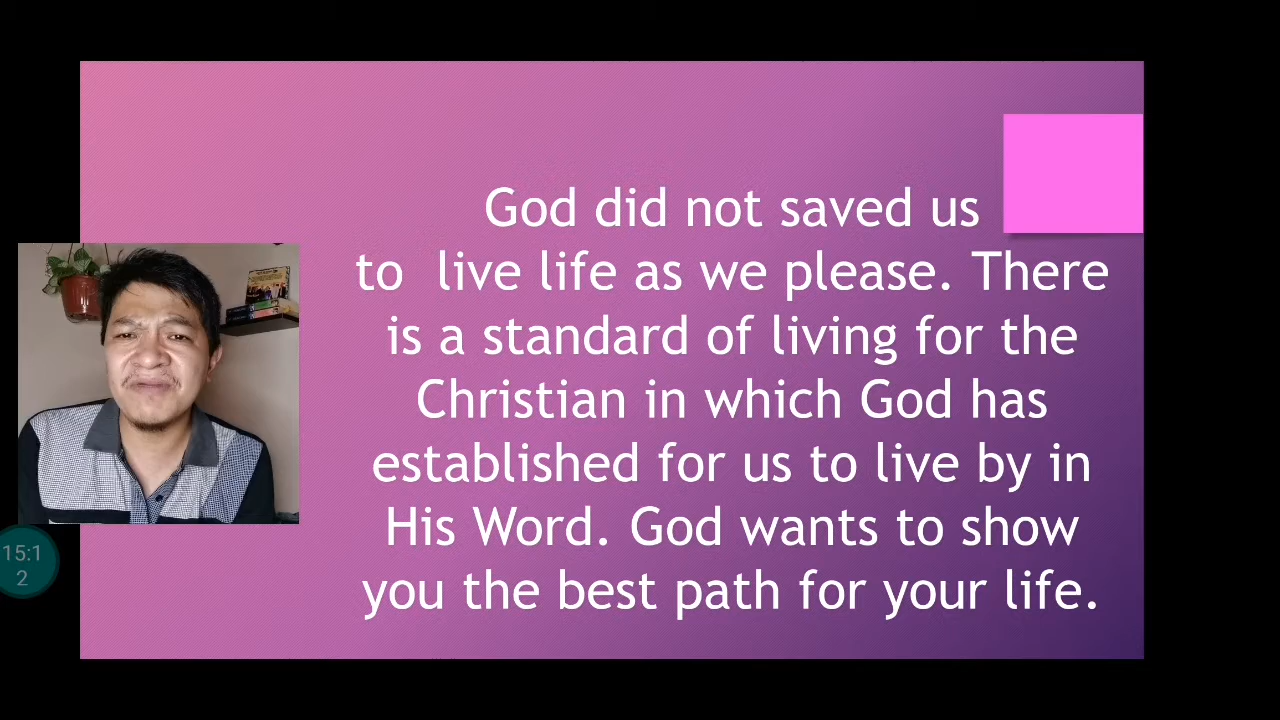 God did not saved us
to live life as we please. There
is a standard of living for the
Christian in which God has
established for us to live by in
His Word. God wants to show
you the best path for your life.
15:1
2